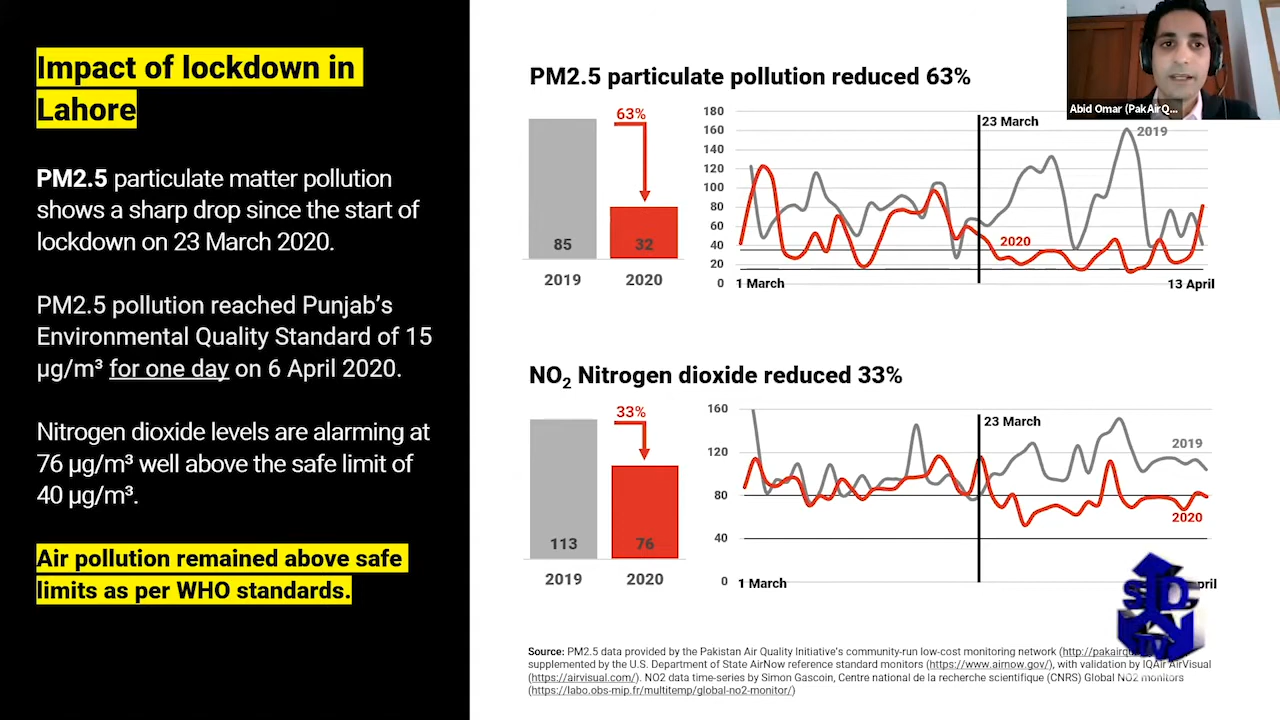 Impact of lockdown in
Lahore
PM2.5 particulate matter pollution
shows a sharp drop since the start of
lockdown on 23 March 2020.
PM2.5 pollution reached Punjab's
Environmental Quality Standard of 15
µg/m³ for one day on 6 April 2020.
Nitrogen dioxide levels are alarming at
76 µg/m³ well above the safe limit of
40 µg/m³.
Air pollution remained above safe
limits as per WHO standards.
PM2.5 particulate pollution reduced 63%
63%
85
32
2019
2020
180
160
140
120
100
80
60
40
20
0
23 March
2019
2020
1 March
13 April
Abid Omar (PakAirQ...
NO₂ Nitrogen dioxide reduced 33%
33%
113
76
2019
2020
160
120
80
40
0
23 March
2019
2020
1 March
pril
SDN
TV
Source: PM2.5 data provided by the Pakistan Air Quality Initiative's community-run low-cost monitoring network (http://pakairqu
supplemented by the U.S. Department of State AirNow reference standard monitors (https://www.airnow.gov/), with validation by IQAir AirVisual
(https://airvisual.com/). NO2 data time-series by Simon Gascoin, Centre national de la recherche scientifique (CNRS) Global NO2 monitors
(https://labo.obs-mip.fr/multitemp/global-no2-monitor/)